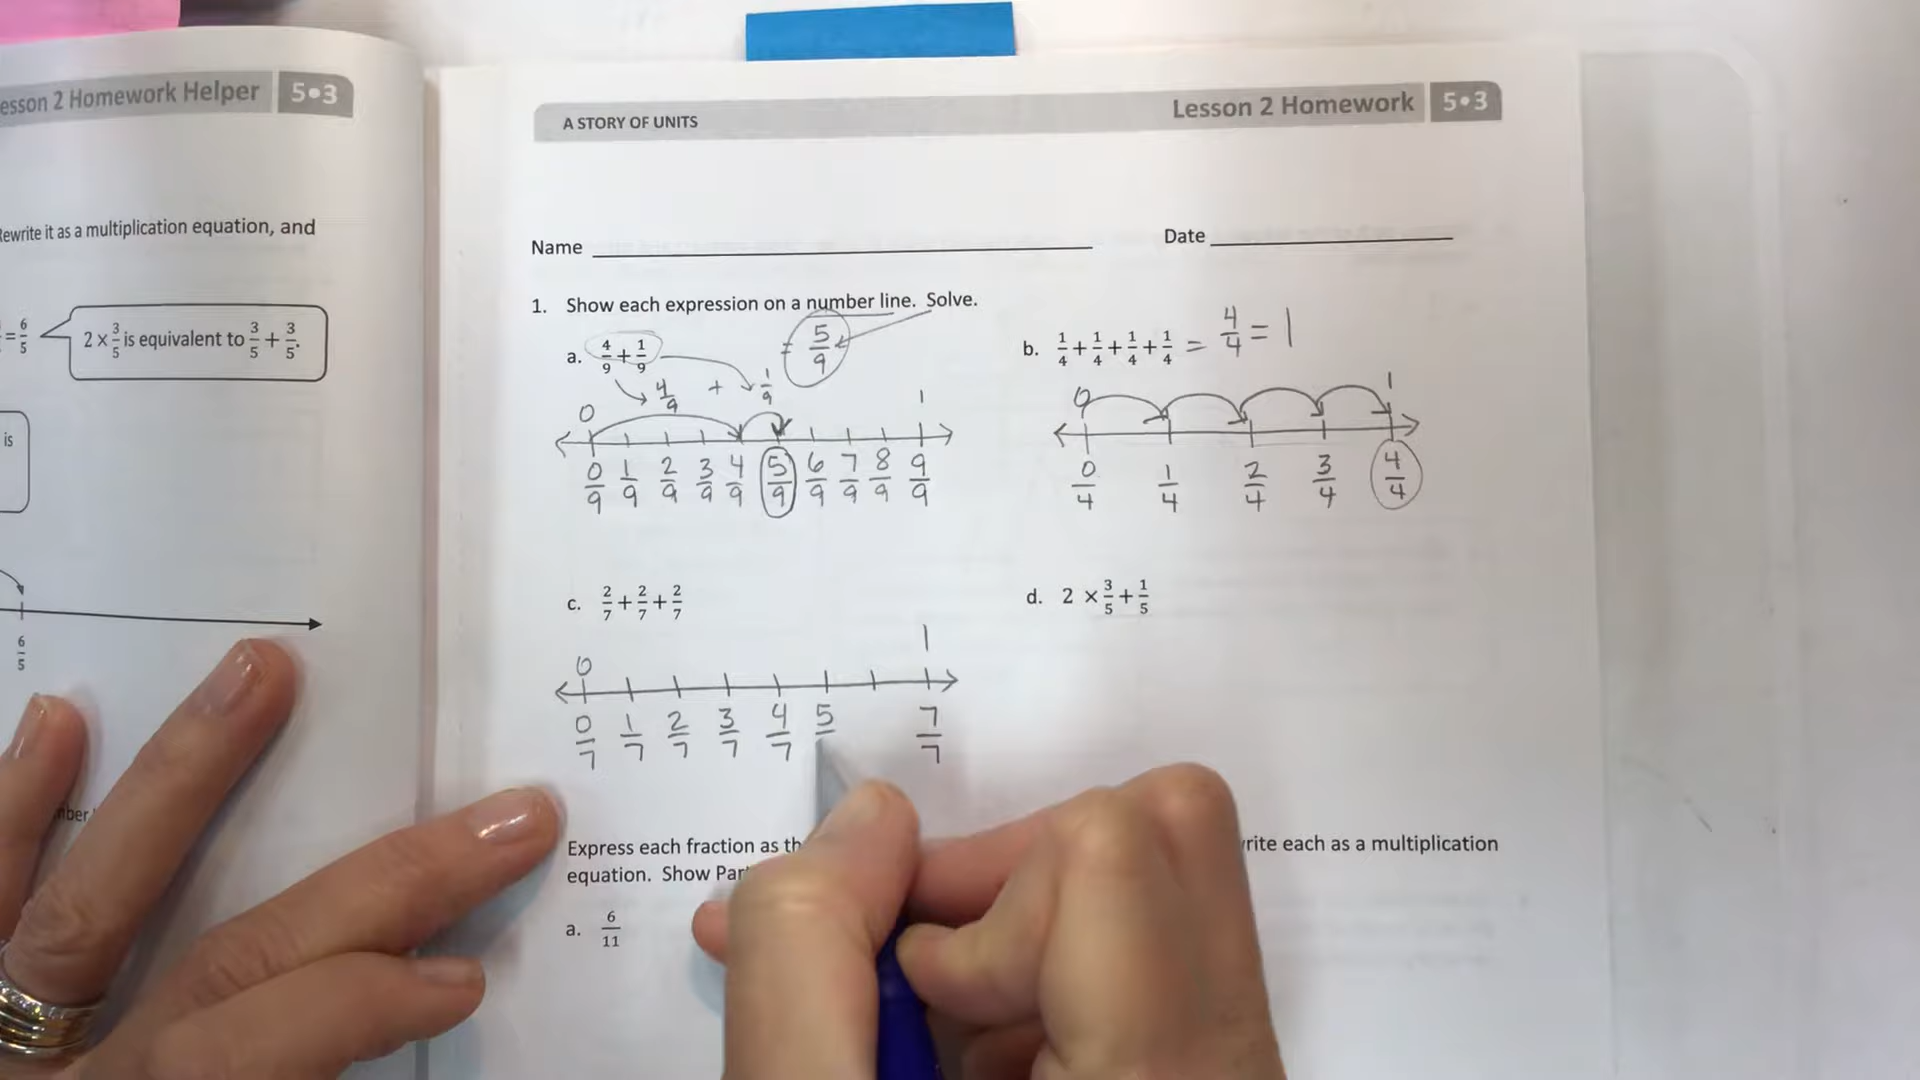 esson 2 Homework Helper 5•3
Rewrite it as a multiplication equation, and
= 6/5
2 × 3/5 is equivalent to 3/5 + 3/5.
is
6/5
A STORY OF UNITS
Lesson 2 Homework 5•3
Name
Date
1. Show each expression on a number line. Solve.
a. 4/9 + 1/9 = 5/9
4/9 + 1/9
0 1
0/9 1/9 2/9 3/9 4/9 5/9 6/9 7/9 8/9 9/9
b. 1/4 + 1/4 + 1/4 + 1/4 = 4/4 = 1
0 1
0/4 1/4 2/4 3/4 4/4
c. 2/7 + 2/7 + 2/7
0 1
0/7 1/7 2/7 3/7 4/7 5/ 7/7
d. 2 × 3/5 + 1/5
Express each fraction as th
rite each as a multiplication
equation. Show Par
a. 6/11